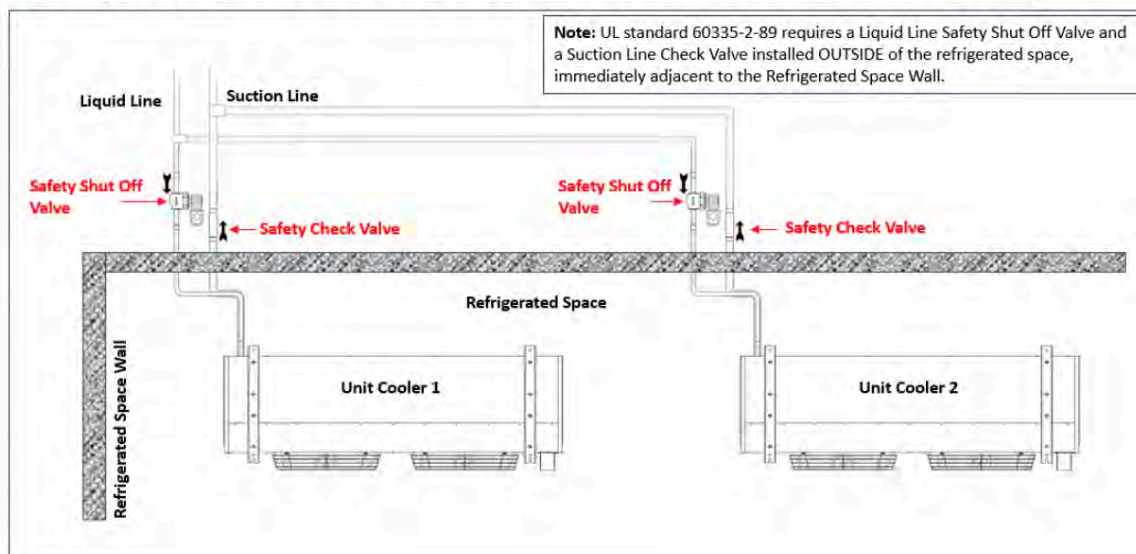 Note: UL standard 60335-2-89 requires a Liquid Line Safety Shut Off Valve and
a Suction Line Check Valve installed OUTSIDE of the refrigerated space,
immediately adjacent to the Refrigerated Space Wall.
Liquid Line
Suction Line
Safety Shut Off
Valve
Safety Check Valve
Safety Shut Off
Valve
Safety Check Valve
Refrigerated Space
Refrigerated Space Wall
Unit Cooler 1
Unit Cooler 2